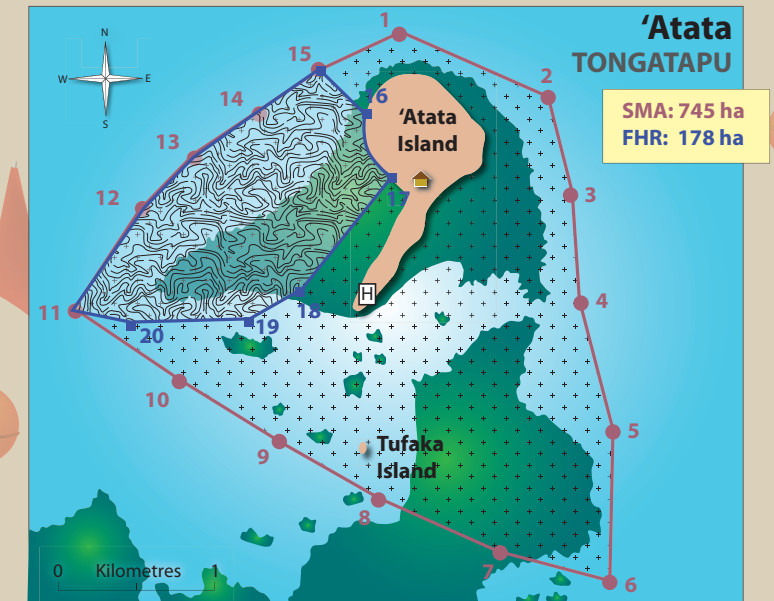 ‘Atata
TONGATAPU
SMA: 745 ha
FHR: 178 ha
N
W E
S
1
2
3
4
5
6
7
8
9
10
11
12
13
14
15
16
18
19
20
‘Atata
Island
H
Tufaka
Island
0 Kilometres 1